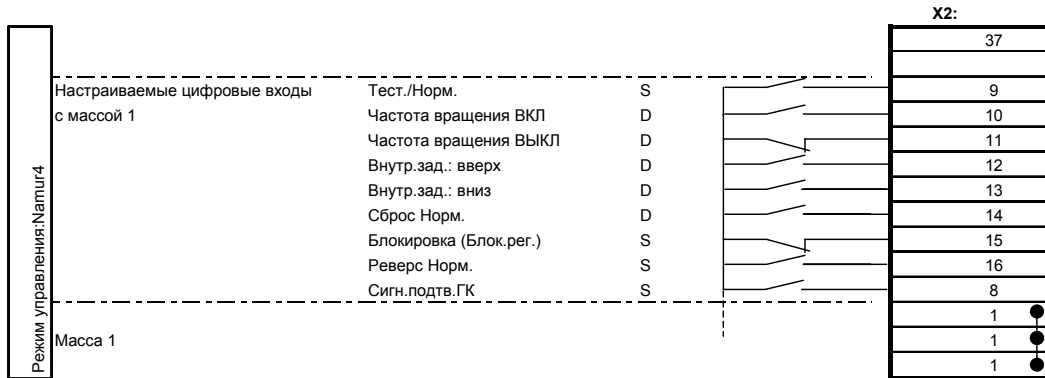 X2:
37
Настраиваемые цифровые входы Тест./Норм. S 9
с массой 1 Частота вращения ВКЛ D 10
Частота вращения ВЫКЛ D 11
Внутр.зад.: вверх D 12
Внутр.зад.: вниз D 13
Сброс Норм. D 14
Блокировка (Блок.рег.) S 15
Реверс Норм. S 16
Сигн.подтв.ГК S 8
1
Масса 1 1
1
Режим управления:Namur4